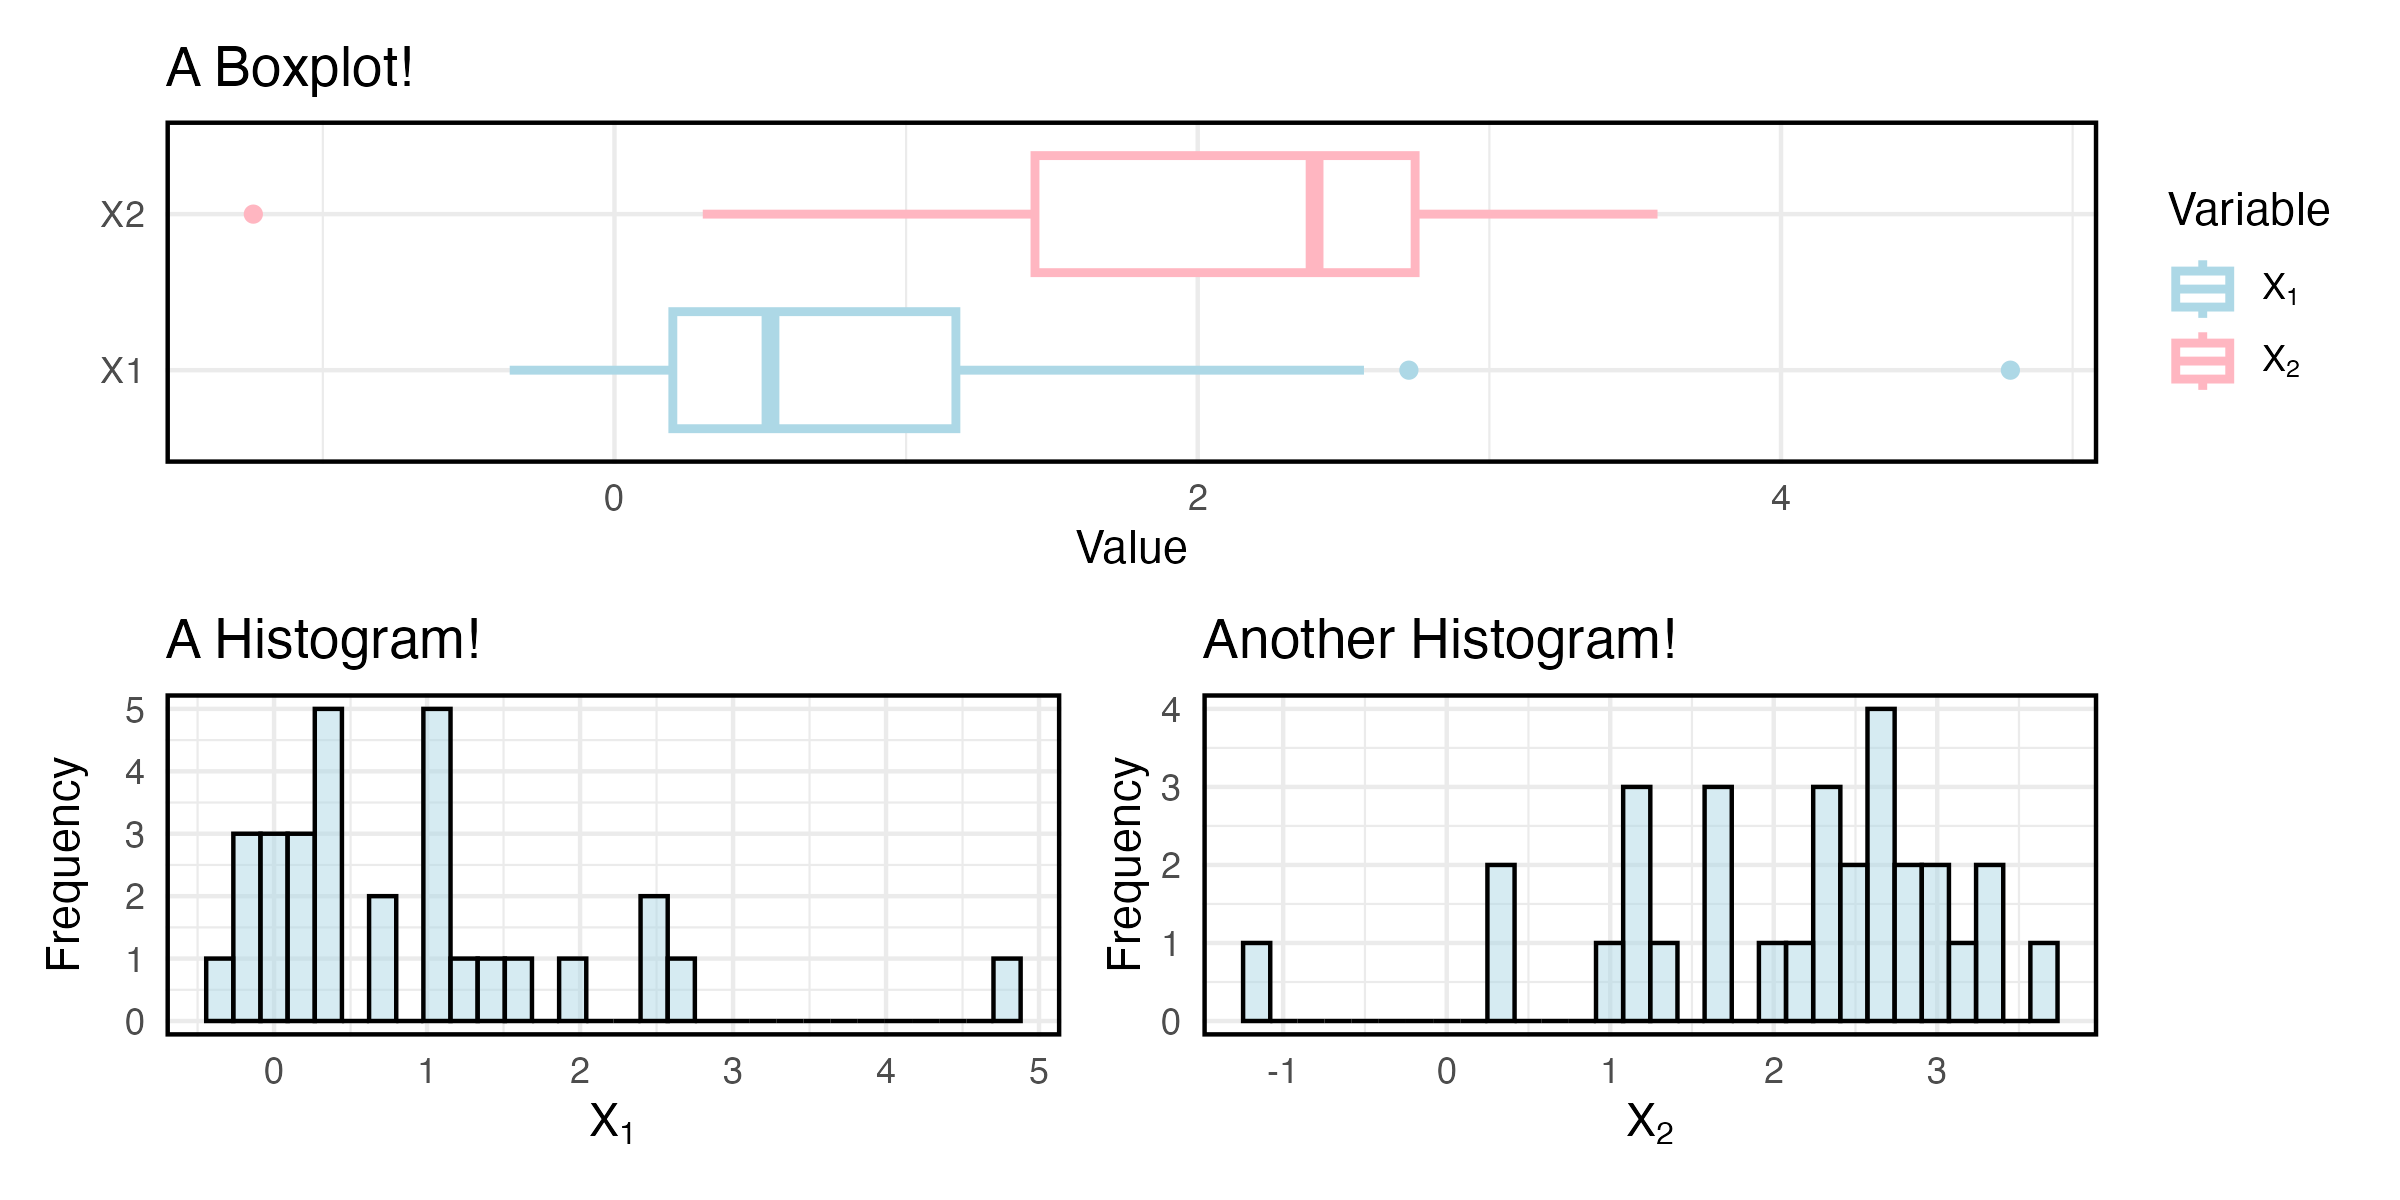 A Boxplot!
X2
X1
0 2 4
Value
Variable
X₁
X₂
A Histogram!
5
4
3
2
1
0
Frequency
0 1 2 3 4 5
X₁
Another Histogram!
4
3
2
1
0
Frequency
-1 0 1 2 3
X₂